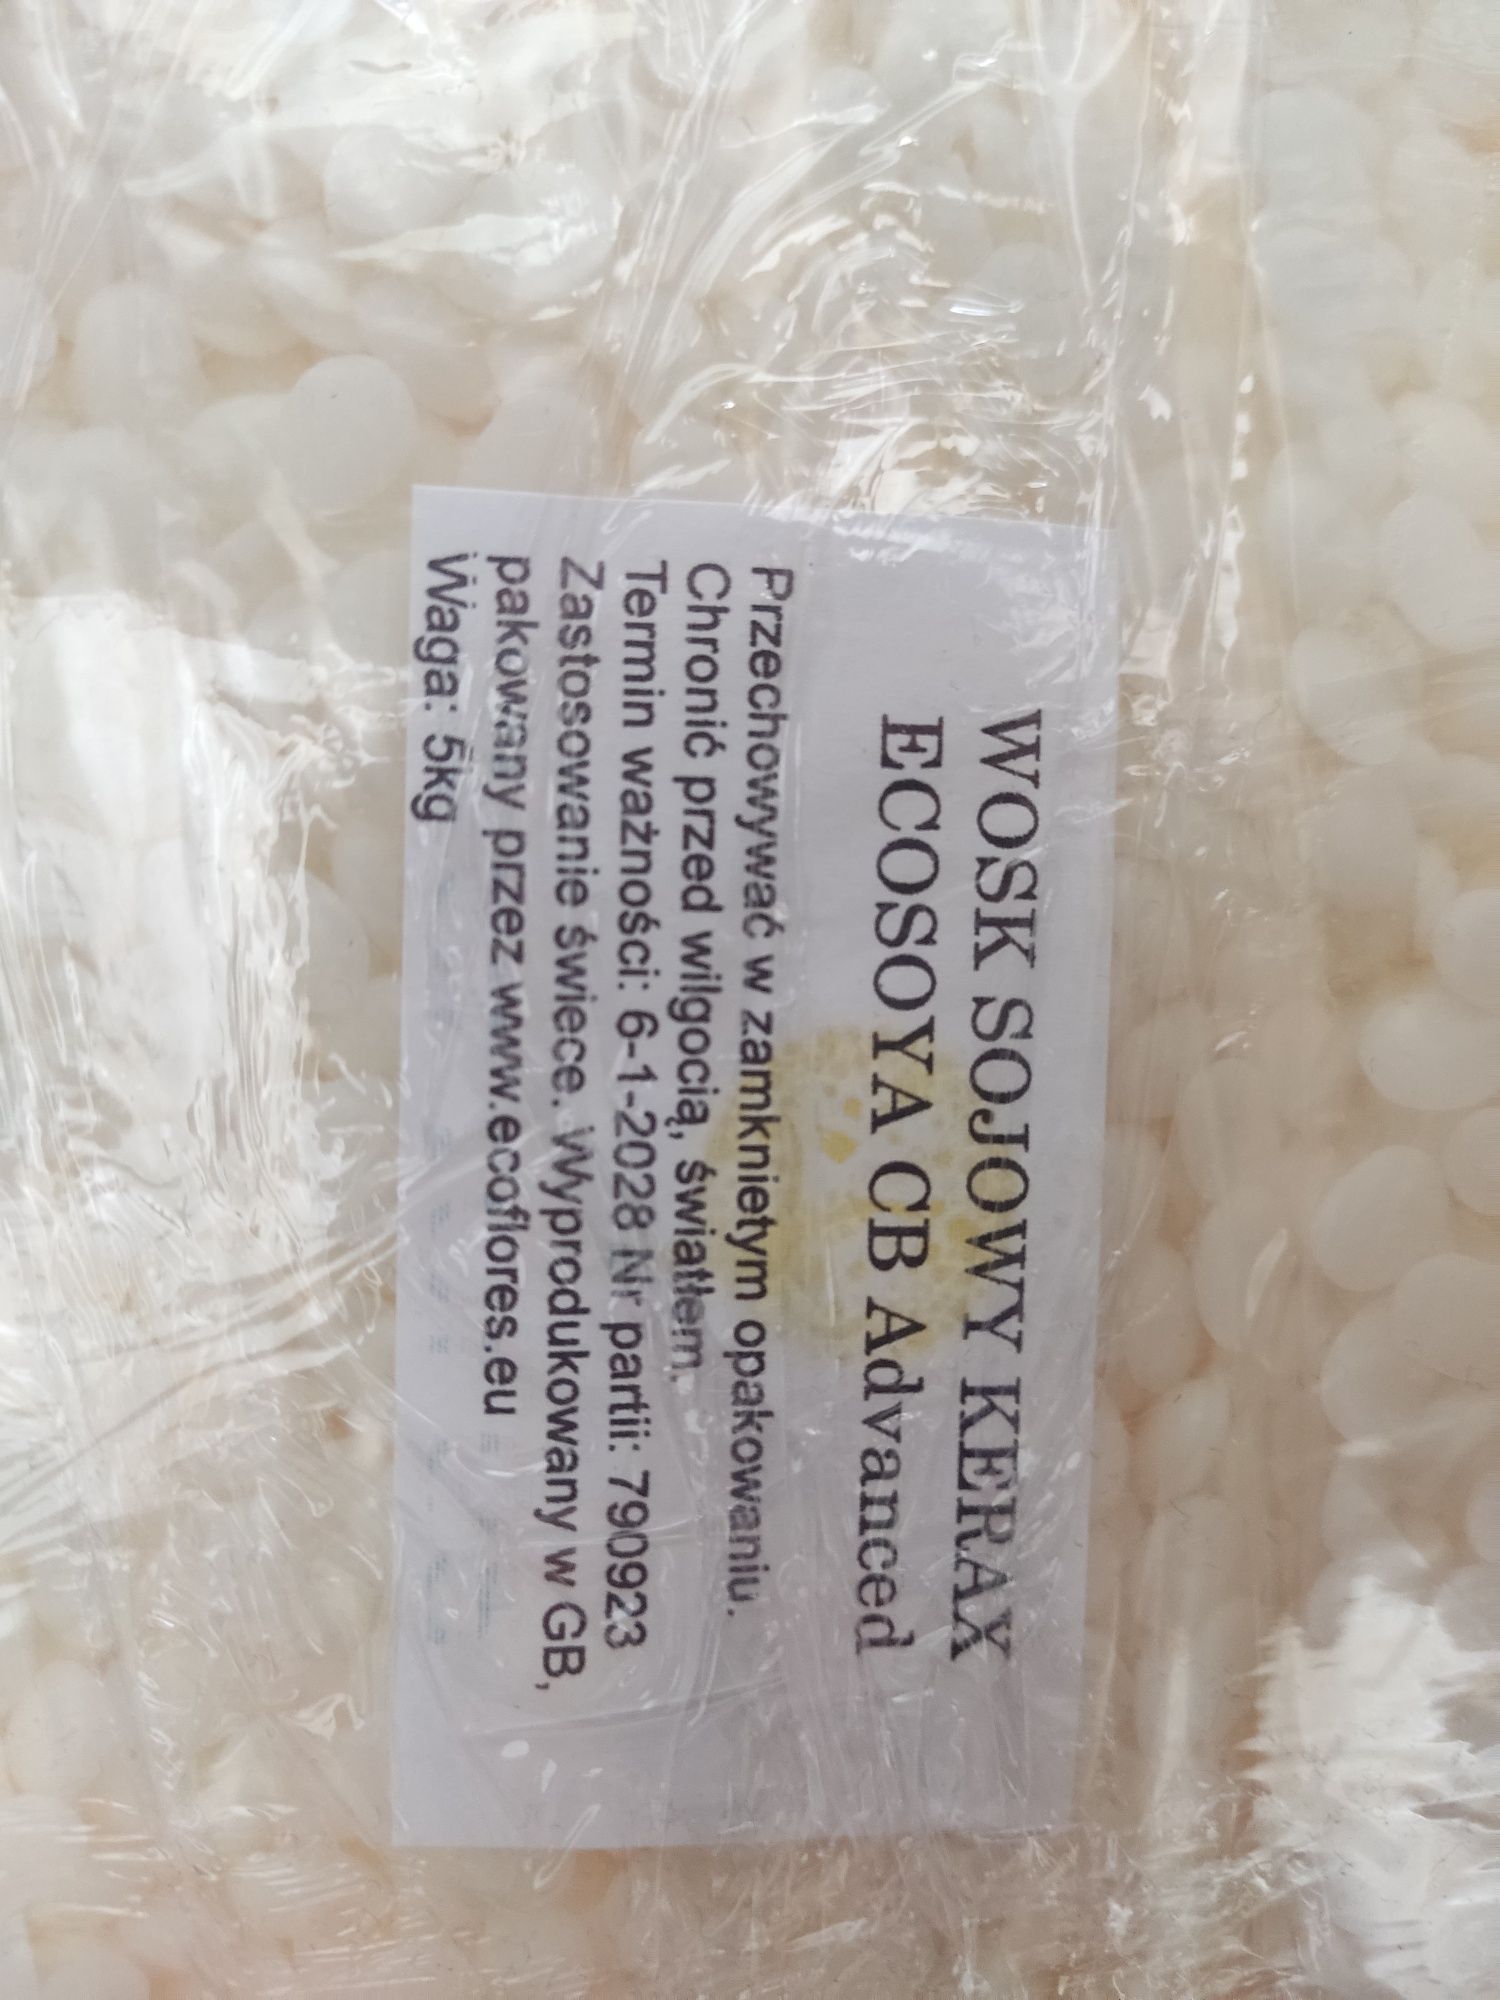 WOSK SOJOWY KERAX
ECOSOYA CB Advanced
Przechowywać w zamknietym opakowaniu.
Chronić przed wilgocią, światłem.
Termin ważności: 6-1-2028 Nr partii: 790923
Zastosowanie świece. Wyprodukowany w GB,
pakowany przez www.ecoflores.eu
Waga: 5kg